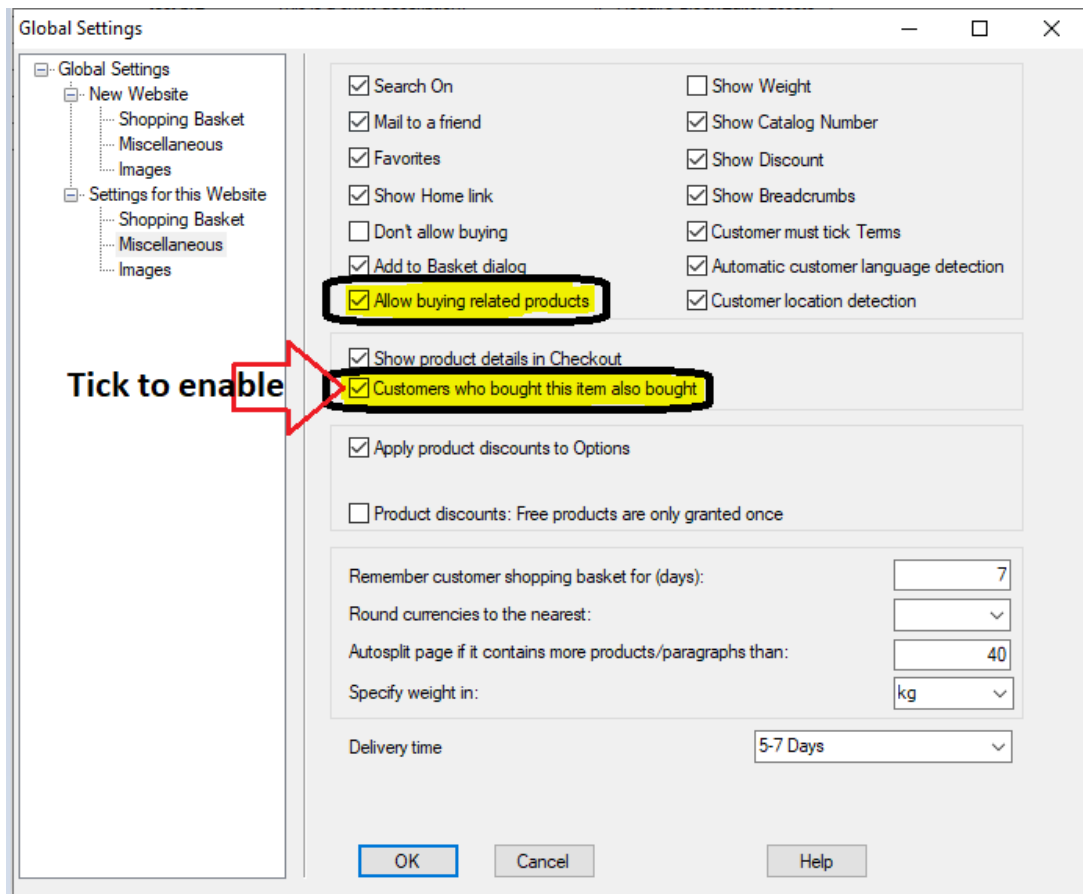 Global Settings
Global Settings
New Website
Shopping Basket
Miscellaneous
Images
Settings for this Website
Shopping Basket
Miscellaneous
Images
Search On
Mail to a friend
Favorites
Show Home link
Don't allow buying
Add to Basket dialog
Allow buying related products
Show Weight
Show Catalog Number
Show Discount
Show Breadcrumbs
Customer must tick Terms
Automatic customer language detection
Customer location detection
Show product details in Checkout
Tick to enable
Customers who bought this item also bought
Apply product discounts to Options
Product discounts: Free products are only granted once
Remember customer shopping basket for (days): 7
Round currencies to the nearest:
Autosplit page if it contains more products/paragraphs than: 40
Specify weight in: kg
Delivery time 5-7 Days
OK Cancel Help